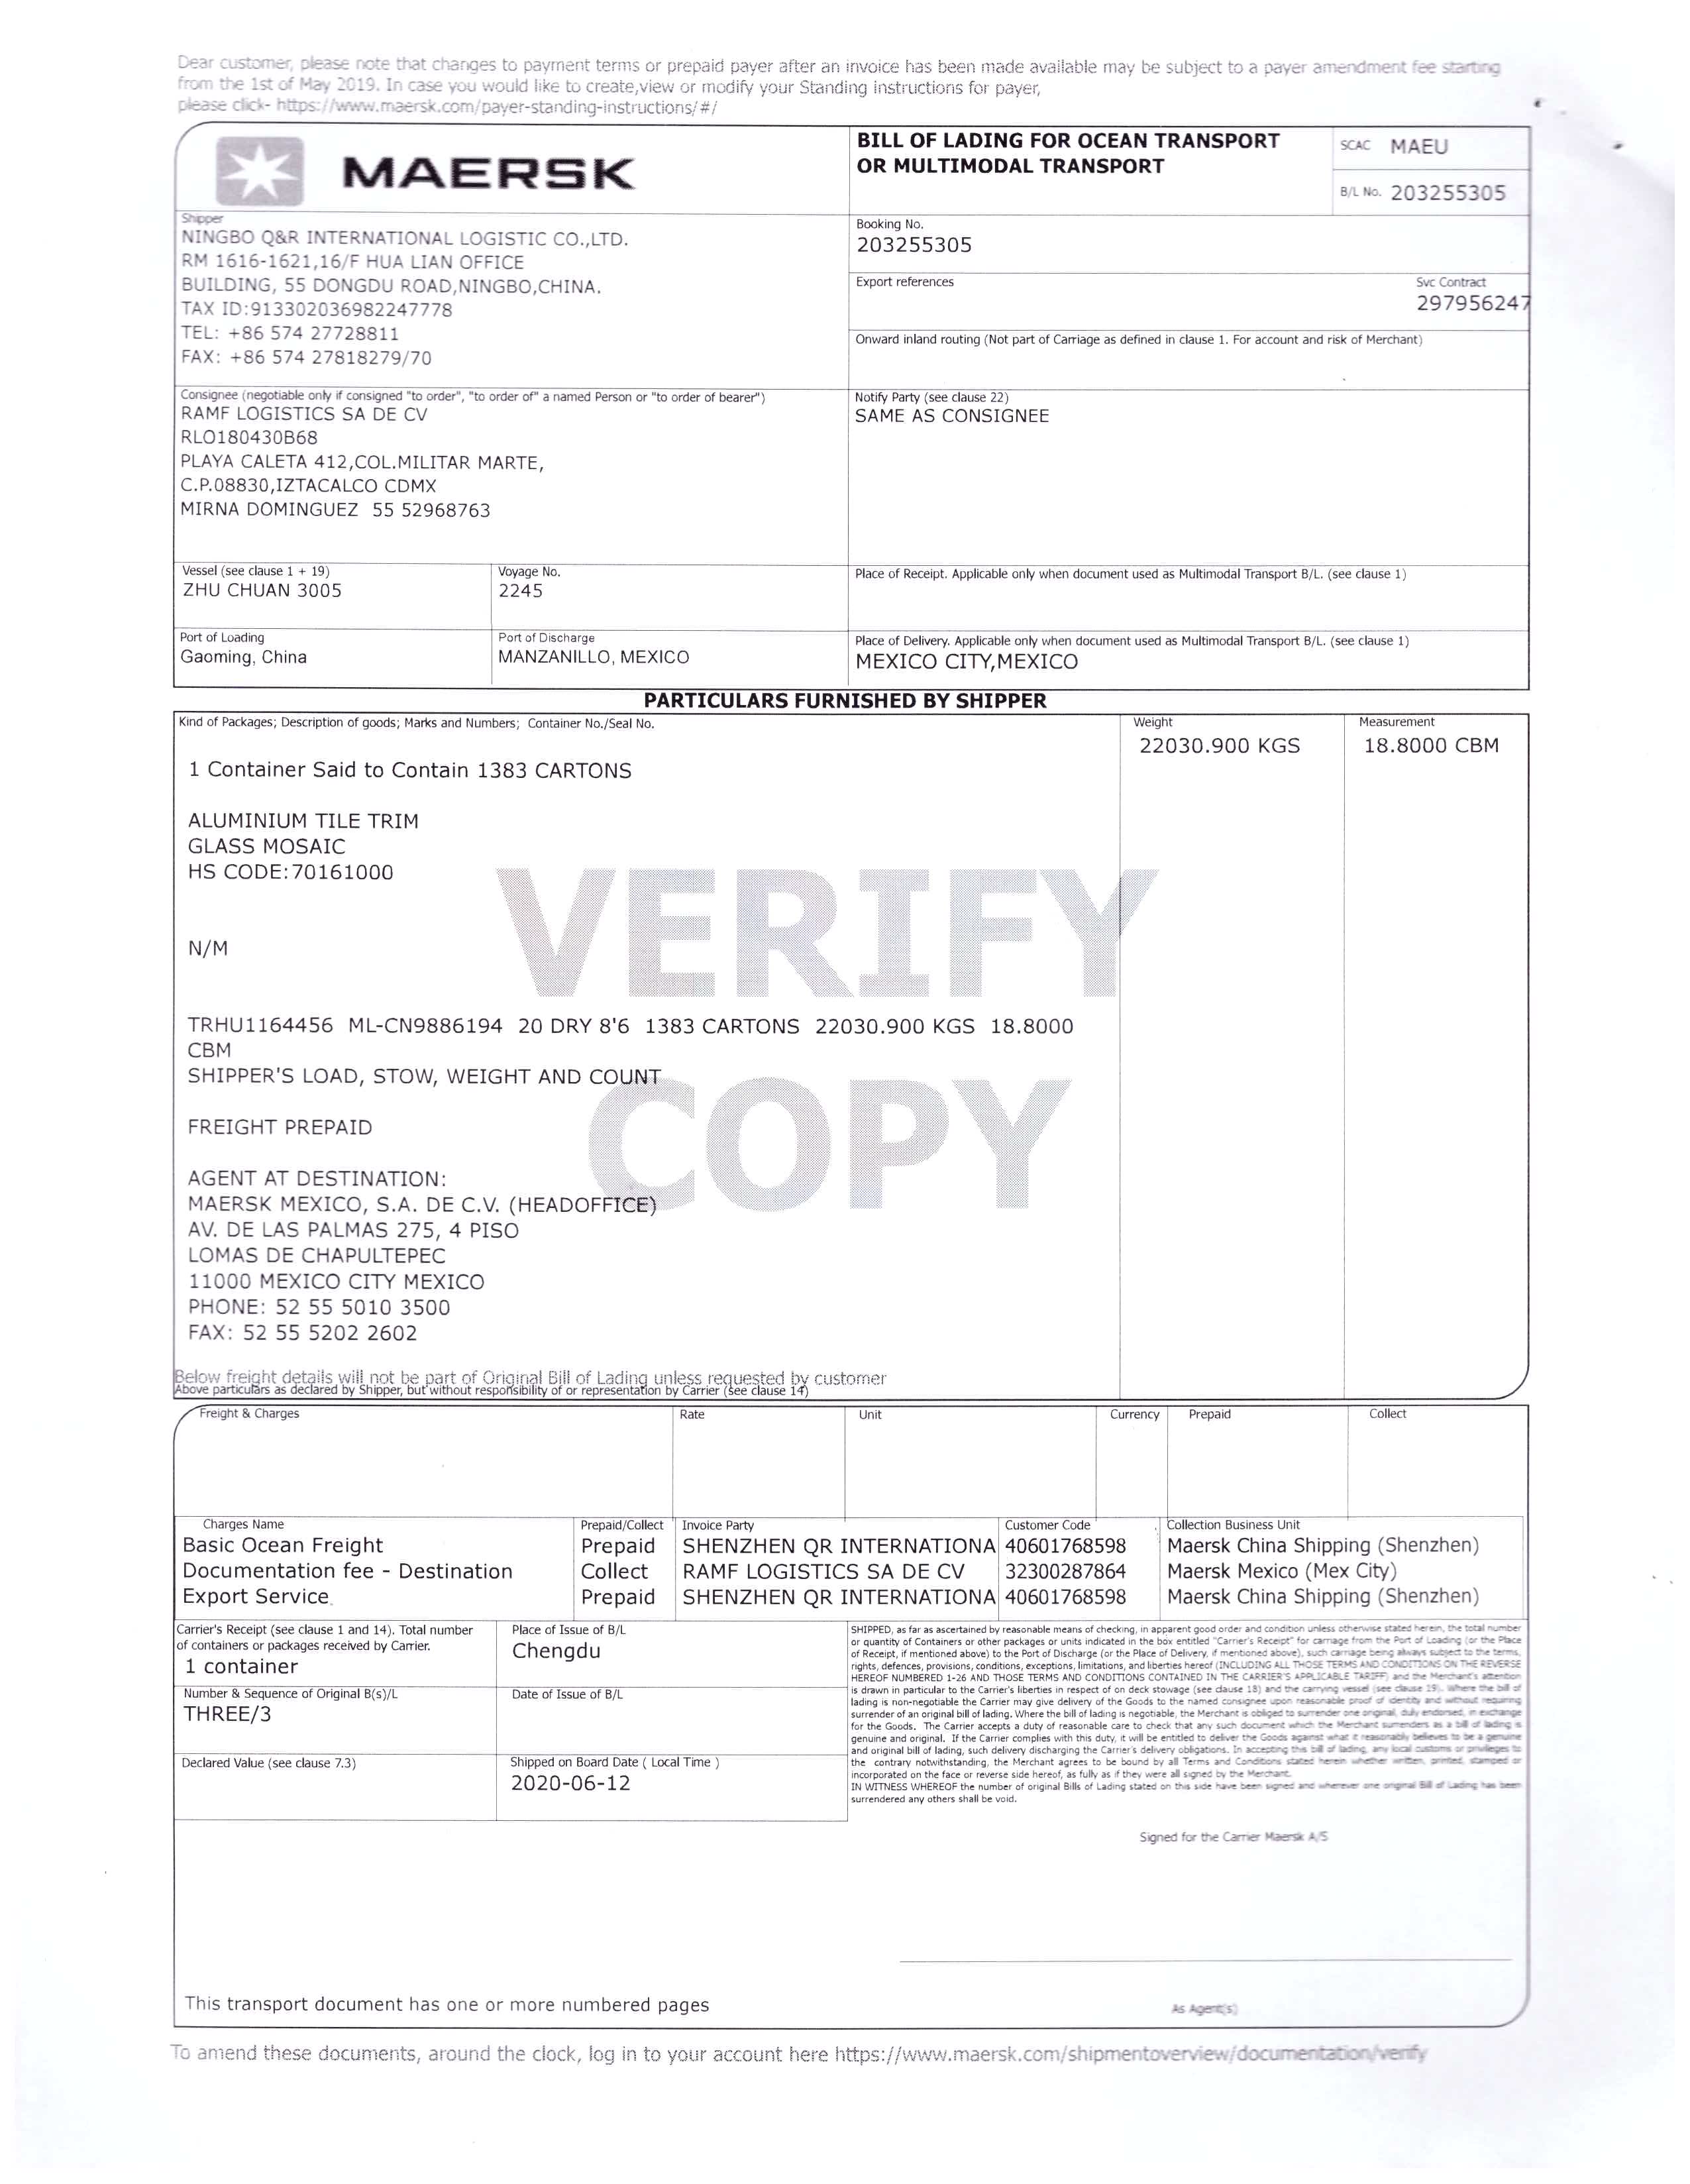 Dear customer, please note that changes to payment terms or prepaid payer after an invoice has been made available may be subject to a payer amendment fee starting
from the 1st of May 2019. In case you would like to create,view or modify your Standing instructions for payer,
please click- https://www.maersk.com/payer-standing-instructions/#/
MAERSK
BILL OF LADING FOR OCEAN TRANSPORT
OR MULTIMODAL TRANSPORT
SCAC MAEU
B/L No. 203255305
Shipper
NINGBO Q&R INTERNATIONAL LOGISTIC CO.,LTD.
RM 1616-1621,16/F HUA LIAN OFFICE
BUILDING, 55 DONGDU ROAD,NINGBO,CHINA.
TAX ID:913302036982247778
TEL: +86 574 27728811
FAX: +86 574 27818279/70
Booking No.
203255305
Export references
Svc Contract
297956247
Onward inland routing (Not part of Carriage as defined in clause 1. For account and risk of Merchant)
Consignee (negotiable only if consigned "to order", "to order of" a named Person or "to order of bearer")
RAMF LOGISTICS SA DE CV
RLO180430B68
PLAYA CALETA 412,COL.MILITAR MARTE,
C.P.08830,IZTACALCO CDMX
MIRNA DOMINGUEZ 55 52968763
Notify Party (see clause 22)
SAME AS CONSIGNEE
Vessel (see clause 1 + 19)
ZHU CHUAN 3005
Voyage No.
2245
Place of Receipt. Applicable only when document used as Multimodal Transport B/L. (see clause 1)
Port of Loading
Gaoming, China
Port of Discharge
MANZANILLO, MEXICO
Place of Delivery. Applicable only when document used as Multimodal Transport B/L. (see clause 1)
MEXICO CITY,MEXICO
PARTICULARS FURNISHED BY SHIPPER
Kind of Packages; Description of goods; Marks and Numbers; Container No./Seal No.
Weight
22030.900 KGS
Measurement
18.8000 CBM
1 Container Said to Contain 1383 CARTONS
ALUMINIUM TILE TRIM
GLASS MOSAIC
HS CODE:70161000
N/M
VERIFY
COPY
TRHU1164456 ML-CN9886194 20 DRY 8'6 1383 CARTONS 22030.900 KGS 18.8000
CBM
SHIPPER'S LOAD, STOW, WEIGHT AND COUNT
FREIGHT PREPAID
AGENT AT DESTINATION:
MAERSK MEXICO, S.A. DE C.V. (HEADOFFICE)
AV. DE LAS PALMAS 275, 4 PISO
LOMAS DE CHAPULTEPEC
11000 MEXICO CITY MEXICO
PHONE: 52 55 5010 3500
FAX: 52 55 5202 2602
Below freight details will not be part of Original Bill of Lading unless requested by customer
Above particulars as declared by Shipper, but without responsibility of or representation by Carrier (see clause 14)
Freight & Charges
Rate
Unit
Currency
Prepaid
Collect
Charges Name
Prepaid/Collect
Invoice Party
Customer Code
Collection Business Unit
Basic Ocean Freight Prepaid SHENZHEN QR INTERNATIONA 40601768598 Maersk China Shipping (Shenzhen)
Documentation fee - Destination Collect RAMF LOGISTICS SA DE CV 32300287864 Maersk Mexico (Mex City)
Export Service Prepaid SHENZHEN QR INTERNATIONA 40601768598 Maersk China Shipping (Shenzhen)
Carrier's Receipt (see clause 1 and 14). Total number
of containers or packages received by Carrier.
1 container
Place of Issue of B/L
Chengdu
Number & Sequence of Original B(s)/L
THREE/3
Date of Issue of B/L
Declared Value (see clause 7.3)
Shipped on Board Date ( Local Time )
2020-06-12
SHIPPED, as far as ascertained by reasonable means of checking, in apparent good order and condition unless otherwise stated herein, the total number
or quantity of Containers or other packages or units indicated in the box entitled "Carrier's Receipt" for carriage from the Port of Loading (or the Place
of Receipt, if mentioned above) to the Port of Discharge (or the Place of Delivery, if mentioned above), such carriage being always subject to the terms,
rights, defences, provisions, conditions, exceptions, limitations, and liberties hereof (INCLUDING ALL THOSE TERMS AND CONDITIONS ON THE REVERSE
HEREOF NUMBERED 1-26 AND THOSE TERMS AND CONDITIONS CONTAINED IN THE CARRIER'S APPLICABLE TARIFF) and the Merchant's attention
is drawn in particular to the Carrier's liberties in respect of on deck stowage (see clause 18) and the carrying vessel (see clause 19). Where the bill of
lading is non-negotiable the Carrier may give delivery of the Goods to the named consignee upon reasonable proof of identity and without requiring
surrender of an original bill of lading. Where the bill of lading is negotiable, the Merchant is obliged to surrender one original, duly endorsed, in exchange
for the Goods. The Carrier accepts a duty of reasonable care to check that any such document which the Merchant surrenders as a bill of lading is
genuine and original. If the Carrier complies with this duty, it will be entitled to deliver the Goods against what it reasonably believes to be a genuine
and original bill of lading, such delivery discharging the Carrier's delivery obligations. In accepting this bill of lading, any local customs or privileges to
the contrary notwithstanding, the Merchant agrees to be bound by all Terms and Conditions stated herein whether written, printed, stamped or
incorporated on the face or reverse side hereof, as fully as if they were all signed by the Merchant.
IN WITNESS WHEREOF the number of original Bills of Lading stated on this side have been signed and wherever one original Bill of Lading has been
surrendered any others shall be void.
Signed for the Carrier Maersk A/S
This transport document has one or more numbered pages
As Agent(s)
To amend these documents, around the clock, log in to your account here https://www.maersk.com/shipmentoverview/documentation/verify